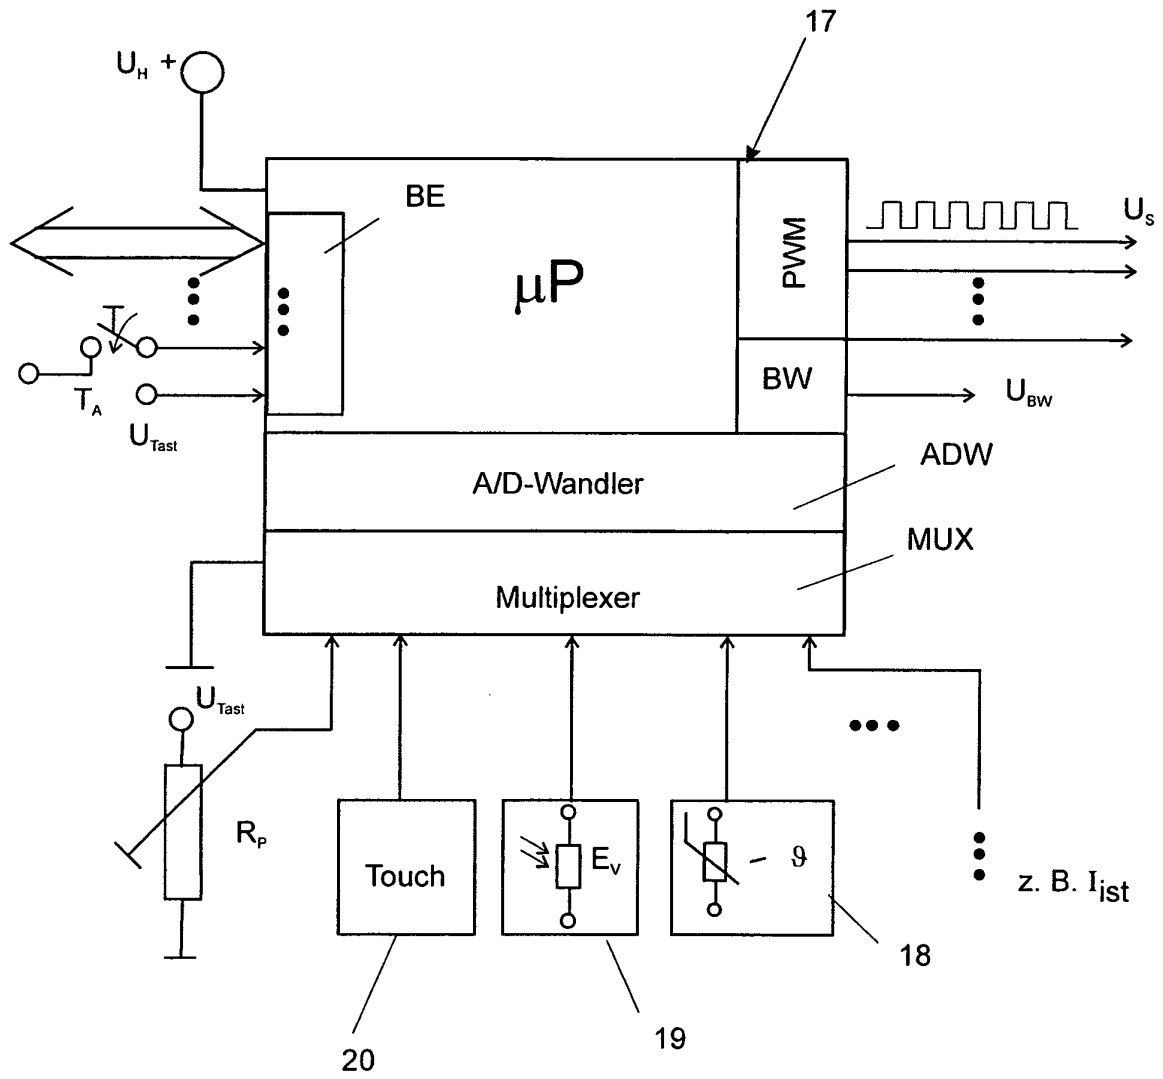 17
U_H +
BE
μP
PWM
U_S
T_A
U_Tast
BW
U_BW
A/D-Wandler
ADW
Multiplexer
MUX
U_Tast
R_P
Touch
E_V
- ϑ
z. B. I_ist
18
19
20